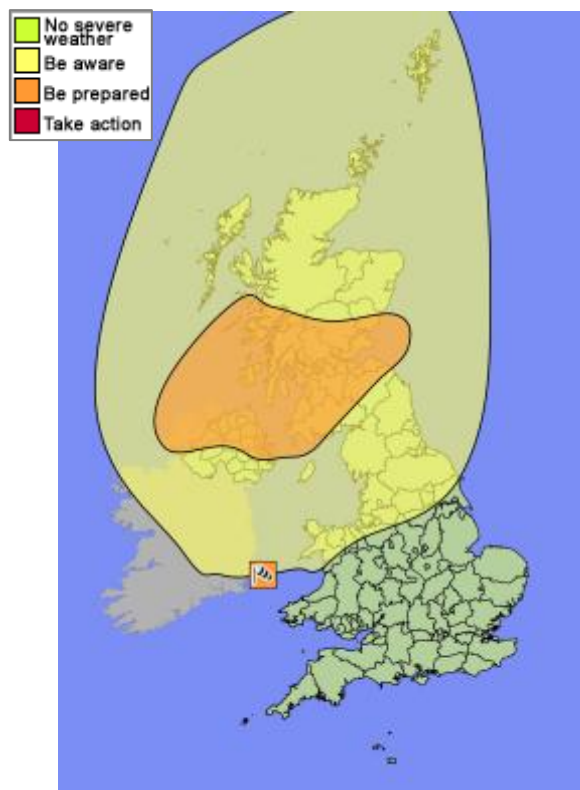 No severe
weather
Be aware
Be prepared
Take action